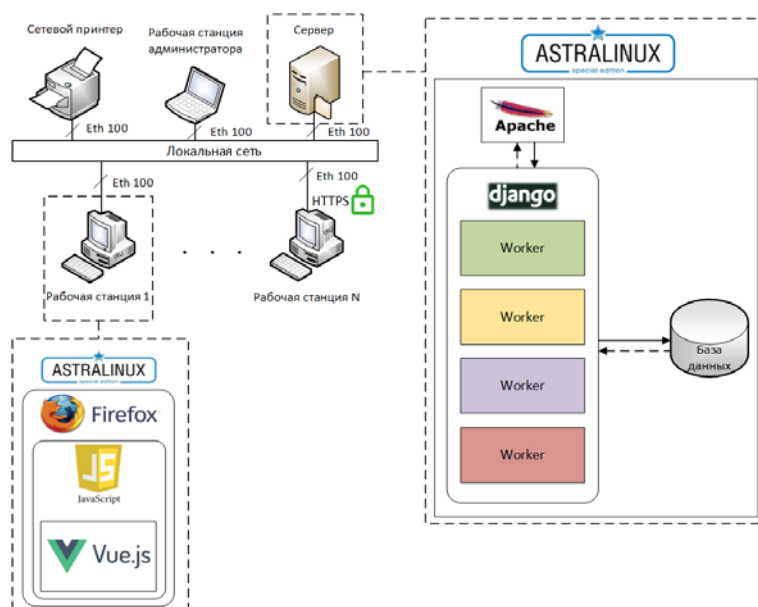 Сетевой принтер
Рабочая станция
администратора
Сервер
Eth 100
Eth 100
Eth 100
Локальная сеть
Eth 100
Eth 100
HTTPS
. . .
Рабочая станция 1
Рабочая станция N
ASTRALINUX
special edition
Firefox
JS
JavaScript
Vue.js
ASTRALINUX
special edition
Apache
django
Worker
Worker
Worker
Worker
База
данных